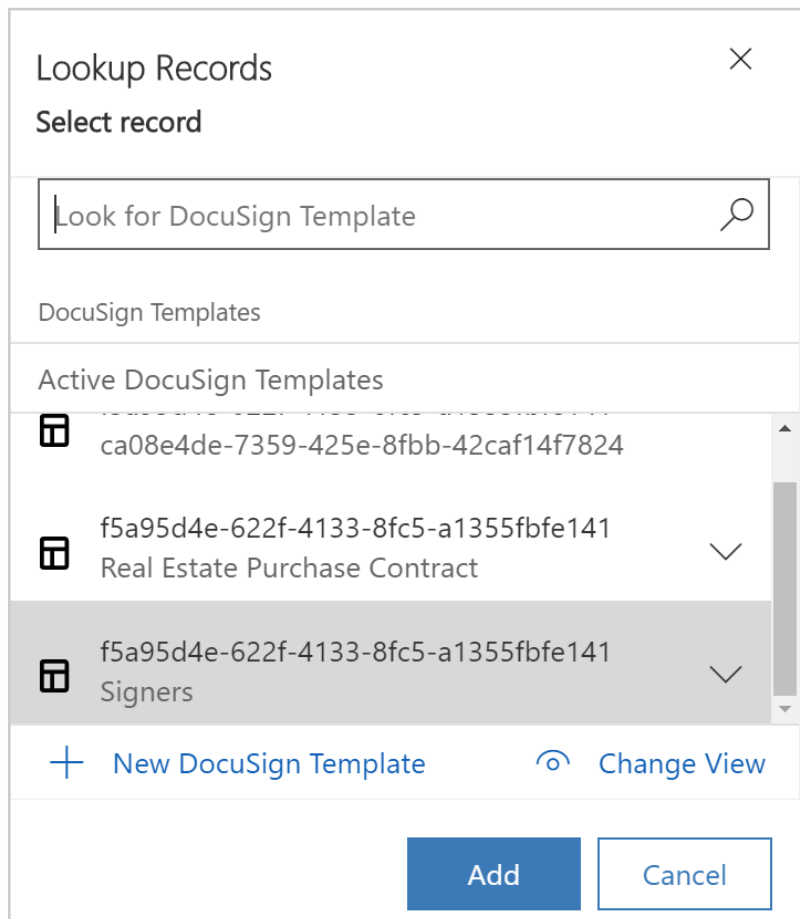 Lookup Records
Select record
Look for DocuSign Template
DocuSign Templates
Active DocuSign Templates
ca08e4de-7359-425e-8fbb-42caf14f7824
f5a95d4e-622f-4133-8fc5-a1355fbfe141
Real Estate Purchase Contract
f5a95d4e-622f-4133-8fc5-a1355fbfe141
Signers
New DocuSign Template
Change View
Add
Cancel